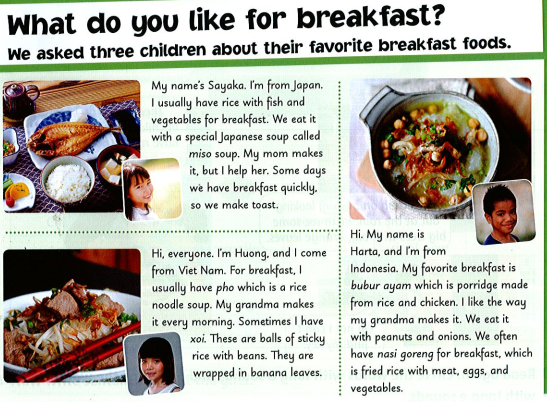 What do you like for breakfast?
We asked three children about their favorite breakfast foods.
My name's Sayaka. I'm from Japan.
I usually have rice with fish and
vegetables for breakfast. We eat it
with a special Japanese soup called
miso soup. My mom makes
it, but I help her. Some days
we have breakfast quickly,
so we make toast.
Hi, everyone. I'm Huong, and I come
from Viet Nam. For breakfast, I
usually have pho which is a rice
noodle soup. My grandma makes
it every morning. Sometimes I have
xoi. These are balls of sticky
rice with beans. They are
wrapped in banana leaves.
Hi. My name is
Harta, and I'm from
Indonesia. My favorite breakfast is
bubur ayam which is porridge made
from rice and chicken. I like the way
my grandma makes it. We eat it
with peanuts and onions. We often
have nasi goreng for breakfast, which
is fried rice with meat, eggs, and
vegetables.